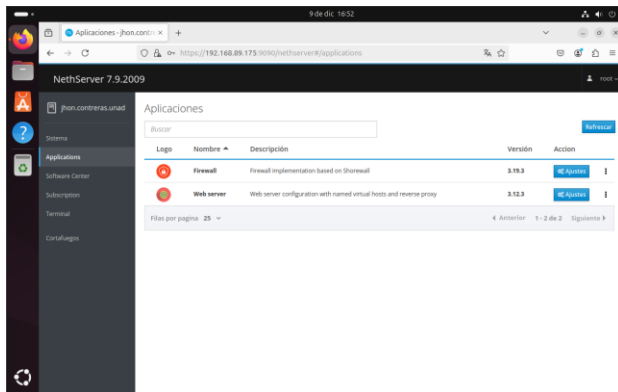 9 de dic 16:52
Aplicaciones - jhon.contre
https://192.168.89.175:9090/nethserver#/applications
NethServer 7.9.2009
root
jhon.contreras.unad
Sistema
Applications
Software Center
Subscription
Terminal
Cortafuegos
Aplicaciones
Buscar
Refrescar
Logo Nombre Descripción Versión Accion
Firewall Firewall implementation based on Shorewall 3.19.3 Ajustes
Web server Web server configuration with named virtual hosts and reverse proxy 3.12.3 Ajustes
Filas por pagina 25 Anterior 1 - 2 de 2 Siguiente